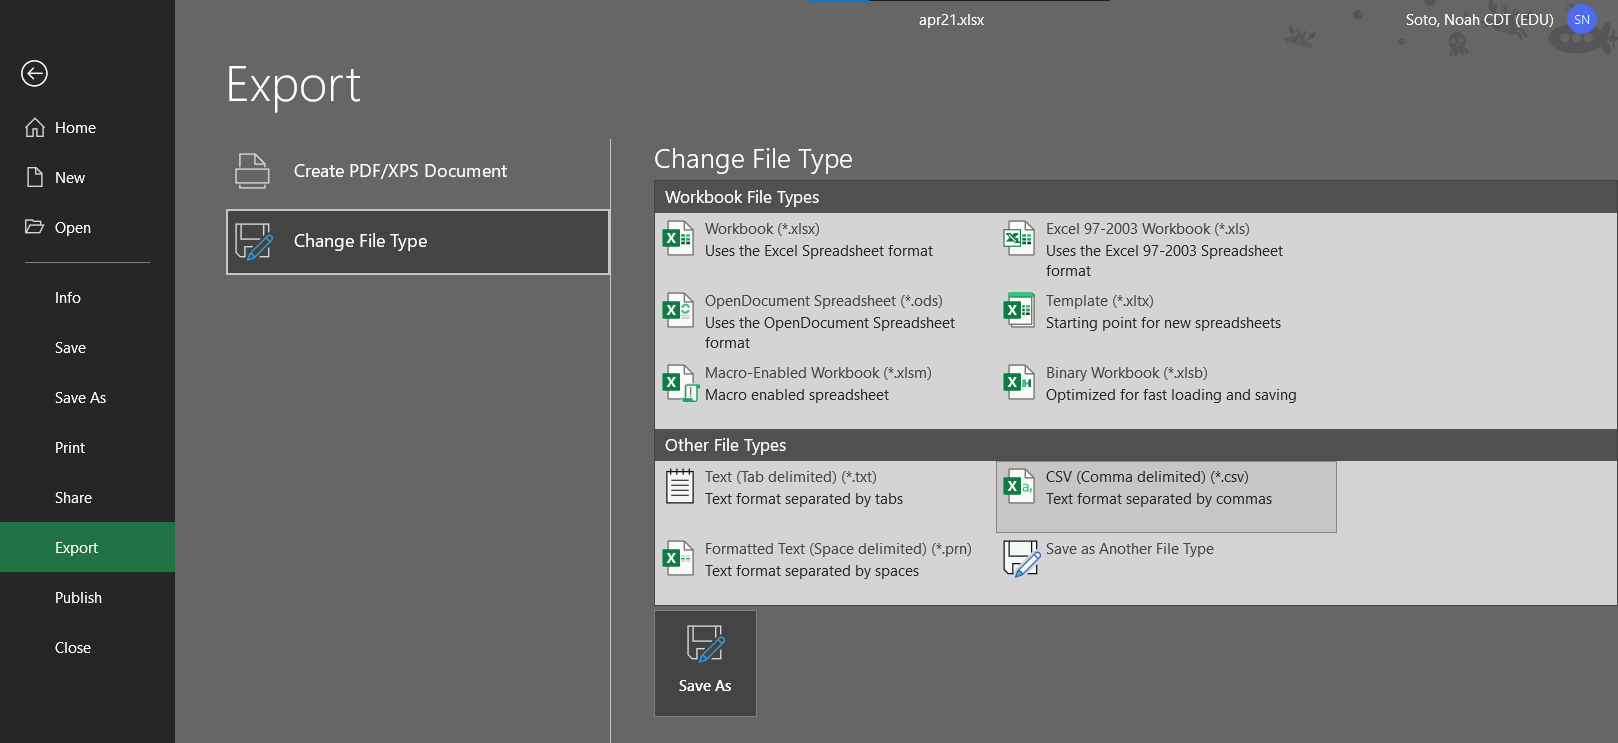 apr21.xlsx
Soto, Noah CDT (EDU)
SN
Export
Home
New
Open
Info
Save
Save As
Print
Share
Export
Publish
Close
Create PDF/XPS Document
Change File Type
Change File Type
Workbook File Types
Workbook (*.xlsx)
Uses the Excel Spreadsheet format
Excel 97-2003 Workbook (*.xls)
Uses the Excel 97-2003 Spreadsheet
format
OpenDocument Spreadsheet (*.ods)
Uses the OpenDocument Spreadsheet
format
Template (*.xltx)
Starting point for new spreadsheets
Macro-Enabled Workbook (*.xlsm)
Macro enabled spreadsheet
Binary Workbook (*.xlsb)
Optimized for fast loading and saving
Other File Types
Text (Tab delimited) (*.txt)
Text format separated by tabs
CSV (Comma delimited) (*.csv)
Text format separated by commas
Formatted Text (Space delimited) (*.prn)
Text format separated by spaces
Save as Another File Type
Save As